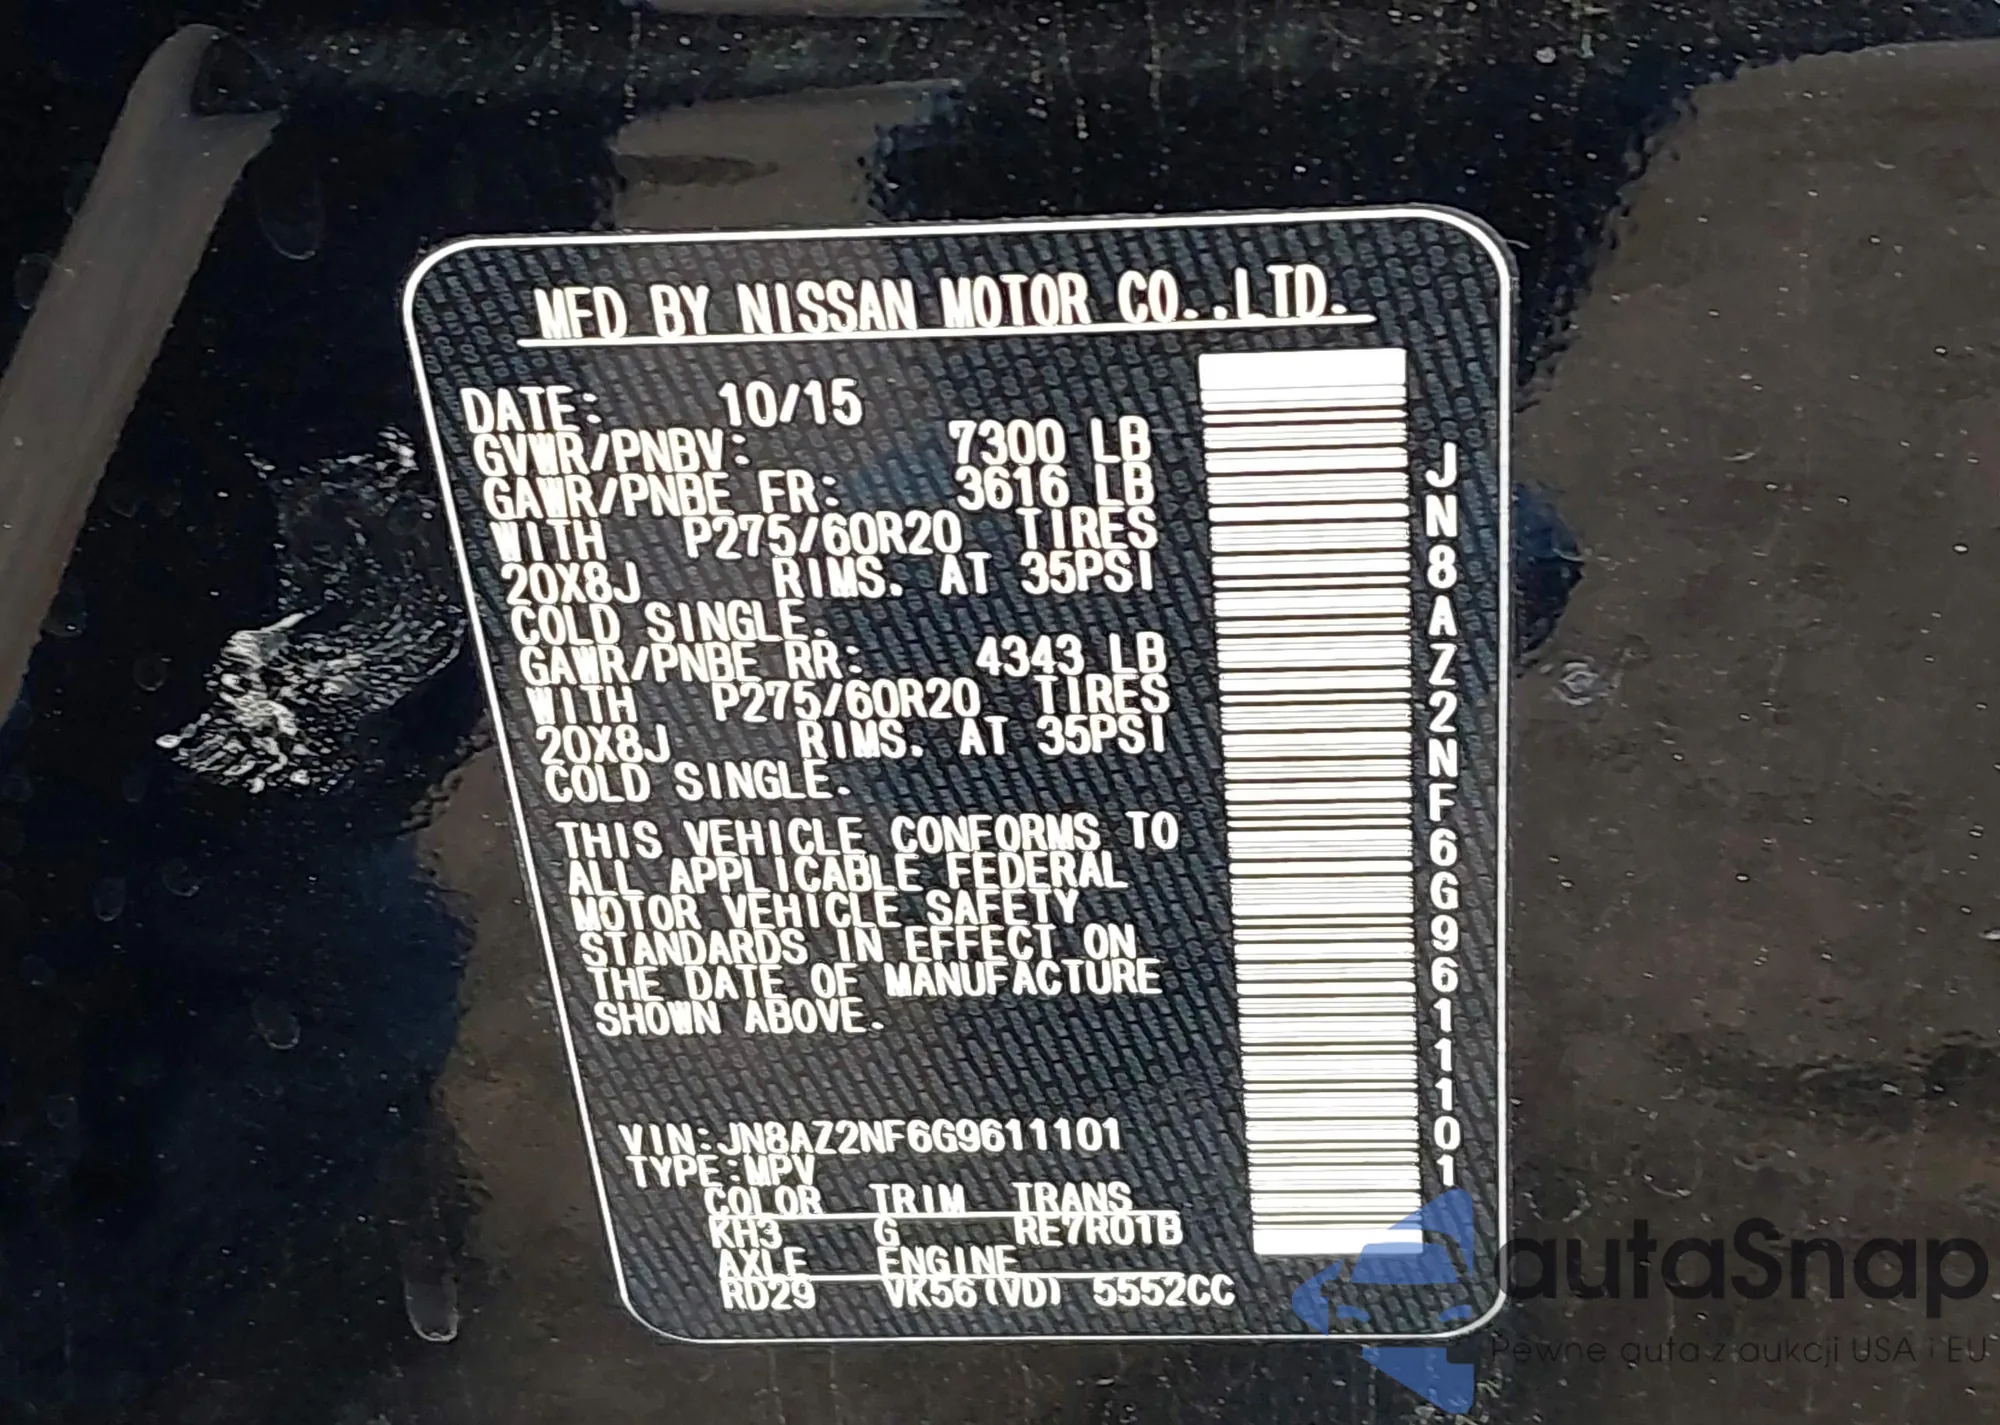 MFD BY NISSAN MOTOR CO.,LTD.
DATE: 10/15
GVWR/PNBV: 7300 LB
GAWR/PNBE FR: 3616 LB
WITH P275/60R20 TIRES
20X8J RIMS. AT 35PSI
COLD SINGLE.
GAWR/PNBE RR: 4343 LB
WITH P275/60R20 TIRES
20X8J RIMS. AT 35PSI
COLD SINGLE.
THIS VEHICLE CONFORMS TO
ALL APPLICABLE FEDERAL
MOTOR VEHICLE SAFETY
STANDARDS IN EFFECT ON
THE DATE OF MANUFACTURE
SHOWN ABOVE.
VIN:JN8AZ2NF6G9611101
TYPE:MPV
COLOR TRIM TRANS
KH3 G RE7R01B
AXLE ENGINE
RD29 VK56(VD) 5552CC
JN8AZ2NF6G9611101
autaSnap
Pewne auta z aukcji USA i EU